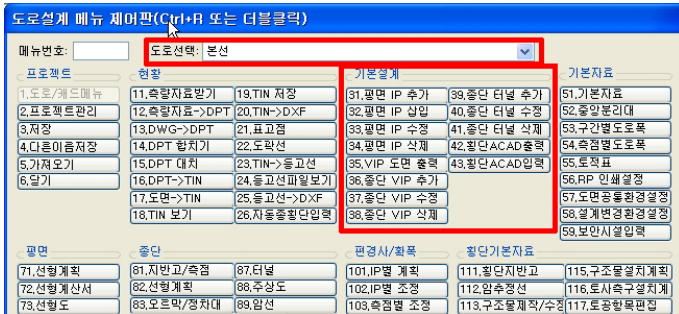 도로설계 메뉴 제어판(Ctrl+R 또는 더블클릭)
메뉴번호:
도로선택: 본선
프로젝트
1,도로/캐드메뉴
2,프로젝트관리
3,저장
4,다른이름저장
5,가져오기
6,닫기
현황
11,측량자료받기
12,측량자료->DPT
13,DWG->DPT
14,DPT 합치기
15,DPT 대치
16,DPT->TIN
17,도면->TIN
18,TIN 보기
19,TIN 저장
20,TIN->DXF
21,표고점
22,도곽선
23,TIN->등고선
24,등고선파일보기
25,등고선->DXF
26,자동종횡단입력
기본설계
31,평면 IP 추가
32,평면 IP 삽입
33,평면 IP 수정
34,평면 IP 삭제
35,VIP 도면 출력
36,종단 VIP 추가
37,종단 VIP 수정
38,종단 VIP 삭제
39,종단 터널 추가
40,종단 터널 수정
41,종단 터널 삭제
42,횡단ACAD출력
43,횡단ACAD입력
기본자료
51,기본자료
52,중앙분리대
53,구간별도로폭
54,측점별도로폭
55,토적표
56,RP 인쇄설정
57,도면공통환경설정
58,설계변경환경설정
59,보안시설입력
평면
71,선형계획
72,선형계산서
73,선형도
종단
81,지반고/측점
82,선형계획
83,오르막/정차대
87,터널
88,주상도
89,암선
편경사/확폭
101,IP별 계획
102,IP별 조정
103,측점별 조정
횡단기본자료
111,횡단지반고
112,암추정선
113,구조물제작/수정
115,구조물설치계획
116,토사측구계획
117,토공항목편집